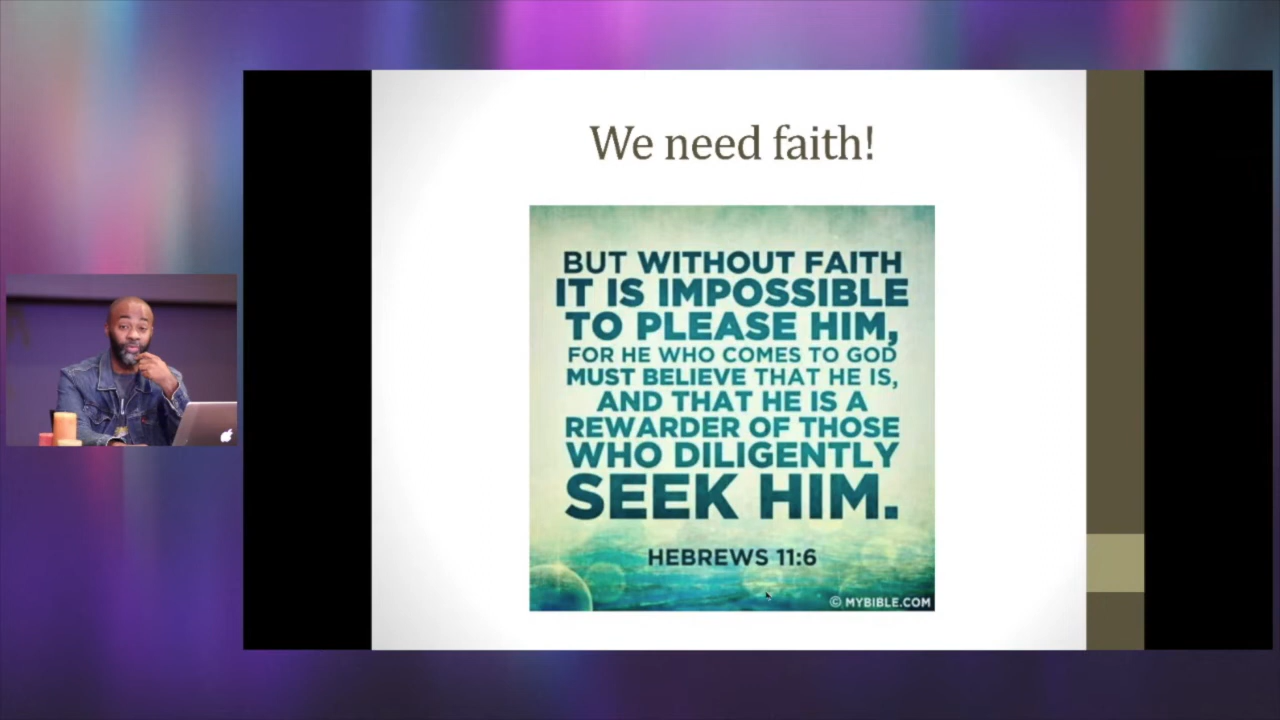 We need faith!
BUT WITHOUT FAITH
IT IS IMPOSSIBLE
TO PLEASE HIM,
FOR HE WHO COMES TO GOD
MUST BELIEVE THAT HE IS,
AND THAT HE IS A
REWARDER OF THOSE
WHO DILIGENTLY
SEEK HIM.
HEBREWS 11:6
© MYBIBLE.COM